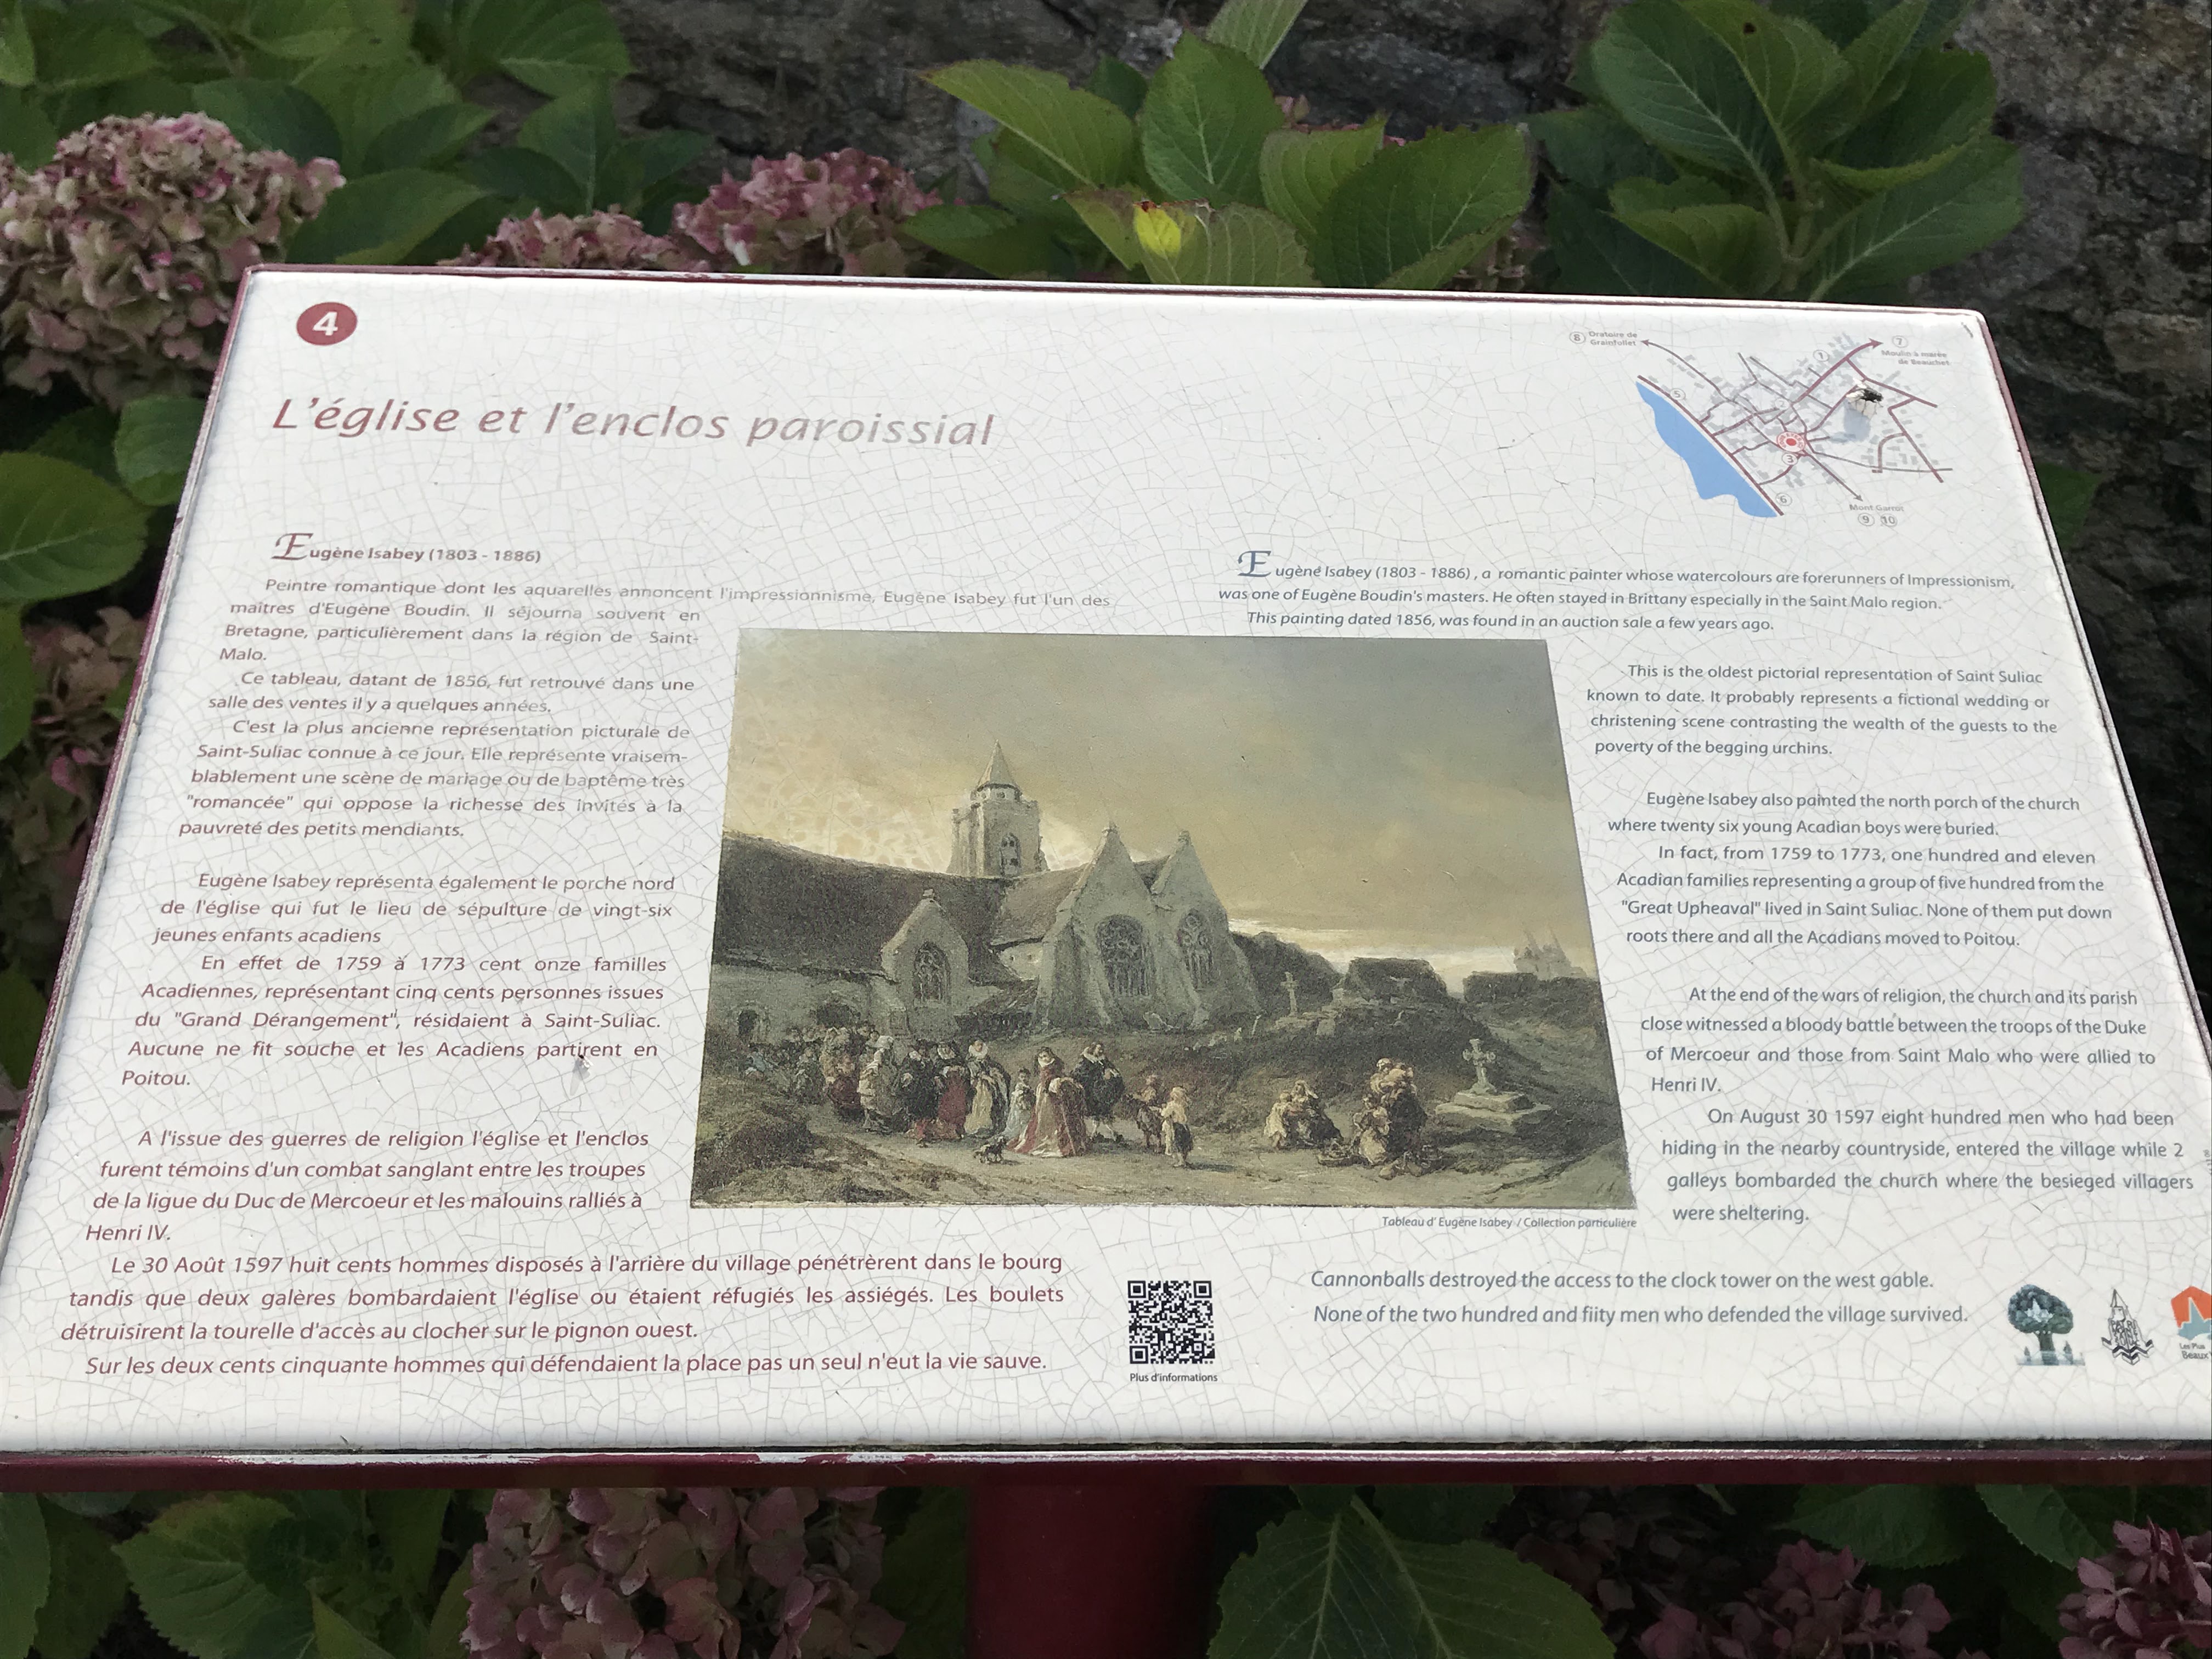 4
L'église et l'enclos paroissial
8 Oratoire de
Grainfollet
7
Moulin à marée
de Beauchet
1
5
3
6
Mont Garrot
9 10
Eugène Isabey (1803 - 1886)
Peintre romantique dont les aquarelles annoncent l'impressionnisme, Eugène Isabey fut l'un des
maîtres d'Eugène Boudin. Il séjourna souvent en
Bretagne, particulièrement dans la région de Saint-
Malo.
Ce tableau, datant de 1856, fut retrouvé dans une
salle des ventes il y a quelques années.
C'est la plus ancienne représentation picturale de
Saint-Suliac connue à ce jour. Elle représente vraisem-
blablement une scène de mariage ou de baptême très
"romancée" qui oppose la richesse des invités à la
pauvreté des petits mendiants.
Eugène Isabey représenta également le porche nord
de l'église qui fut le lieu de sépulture de vingt-six
jeunes enfants acadiens
En effet de 1759 à 1773 cent onze familles
Acadiennes, représentant cinq cents personnes issues
du "Grand Dérangement", résidaient à Saint-Suliac.
Aucune ne fit souche et les Acadiens partirent en
Poitou.
A l'issue des guerres de religion l'église et l'enclos
furent témoins d'un combat sanglant entre les troupes
de la ligue du Duc de Mercoeur et les malouins ralliés à
Henri IV.
Le 30 Août 1597 huit cents hommes disposés à l'arrière du village pénétrèrent dans le bourg
tandis que deux galères bombardaient l'église ou étaient réfugiés les assiégés. Les boulets
détruisirent la tourelle d'accès au clocher sur le pignon ouest.
Sur les deux cents cinquante hommes qui défendaient la place pas un seul n'eut la vie sauve.
Eugène Isabey (1803 - 1886) , a romantic painter whose watercolours are forerunners of Impressionism,
was one of Eugène Boudin's masters. He often stayed in Brittany especially in the Saint Malo region.
This painting dated 1856, was found in an auction sale a few years ago.
This is the oldest pictorial representation of Saint Suliac
known to date. It probably represents a fictional wedding or
christening scene contrasting the wealth of the guests to the
poverty of the begging urchins.
Eugène Isabey also painted the north porch of the church
where twenty six young Acadian boys were buried.
In fact, from 1759 to 1773, one hundred and eleven
Acadian families representing a group of five hundred from the
"Great Upheaval" lived in Saint Suliac. None of them put down
roots there and all the Acadians moved to Poitou.
At the end of the wars of religion, the church and its parish
close witnessed a bloody battle between the troops of the Duke
of Mercoeur and those from Saint Malo who were allied to
Henri IV.
On August 30 1597 eight hundred men who had been
hiding in the nearby countryside, entered the village while 2
galleys bombarded the church where the besieged villagers
were sheltering.
Tableau d' Eugène Isabey / Collection particulière
Cannonballs destroyed the access to the clock tower on the west gable.
None of the two hundred and fiity men who defended the village survived.
Plus d'informations
Les Plus
Beaux